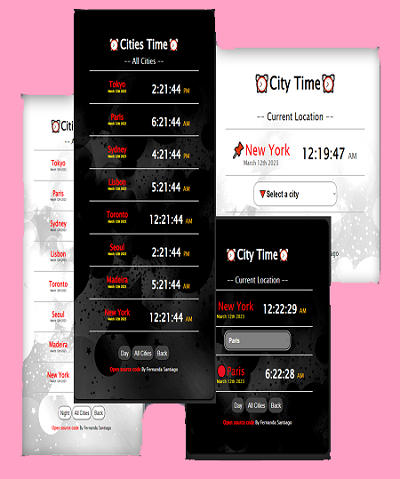 ⏰Cities Time⏰
-- All Cities --
Tokyo
March 12th 2023
2:21:44 PM
Paris
March 12th 2023
6:21:44 AM
Sydney
March 12th 2023
4:21:44 PM
Lisbon
March 12th 2023
5:21:44 AM
Toronto
March 12th 2023
12:21:44 AM
Seoul
March 12th 2023
2:21:44 PM
Madeira
March 12th 2023
5:21:44 AM
New York
March 12th 2023
12:21:44 AM
Day All Cities Back
Open source code By Fernanda Santiago
⏰City Time⏰
-- Current Location --
📌New York
March 12th 2023
12:19:47 AM
🔻Select a city
⏰City Time⏰
-- Current Location --
New York
March 12th 2023
12:22:29 AM
Paris
🔴Paris
March 12th 2023
6:22:28 AM
Day All Cities Back
Open source code By Fernanda Santiago
⏰Citi
Tokyo
Paris
Sydney
Lisbon
Toronto
Seoul
Madeira
New York
Night All Cities Back
Open source code By Fernanda Santiago